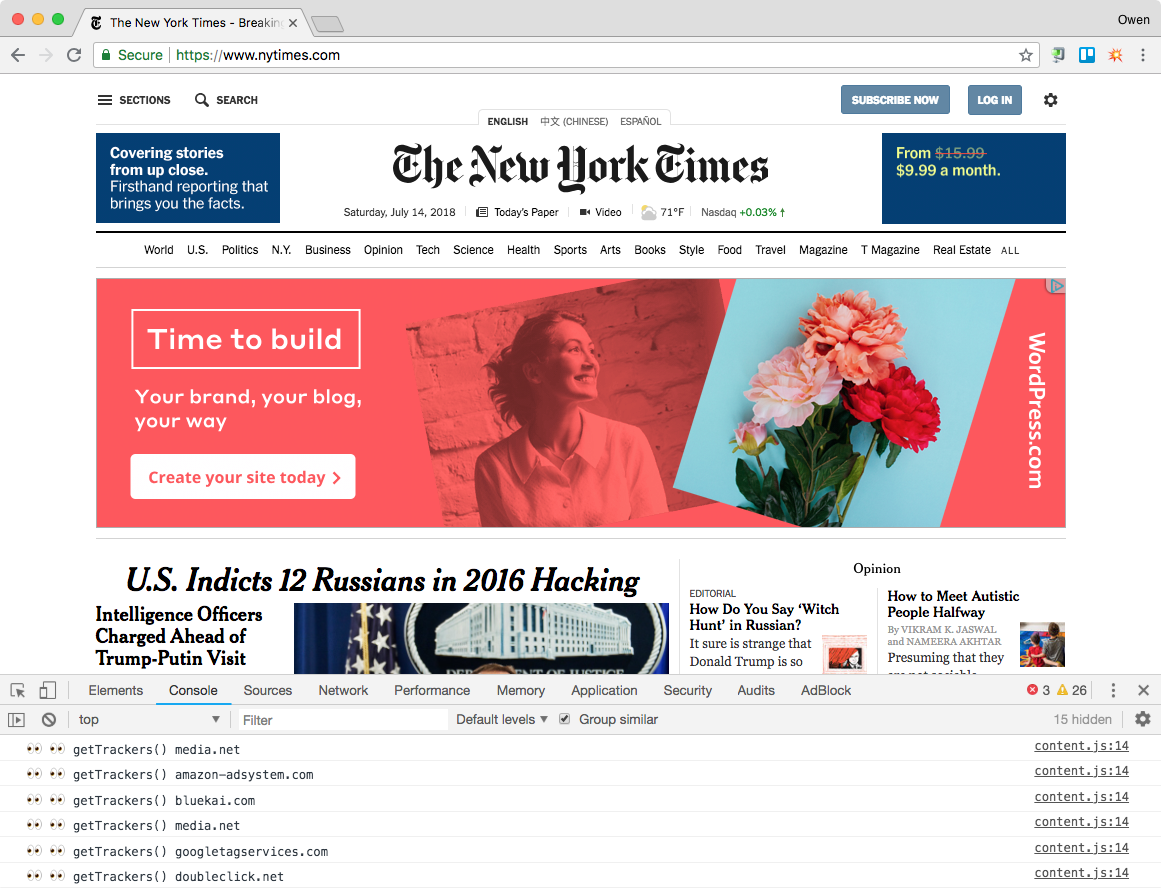 The New York Times - Breaking
Owen
Secure https://www.nytimes.com
SECTIONS SEARCH
SUBSCRIBE NOW LOG IN
ENGLISH 中文 (CHINESE) ESPAÑOL
Covering stories
from up close.
Firsthand reporting that
brings you the facts.
The New York Times
From $15.99
$9.99 a month.
Saturday, July 14, 2018 Today's Paper Video 71°F Nasdaq +0.03% ↑
World U.S. Politics N.Y. Business Opinion Tech Science Health Sports Arts Books Style Food Travel Magazine T Magazine Real Estate ALL
Time to build
Your brand, your blog,
your way
Create your site today >
WordPress.com
U.S. Indicts 12 Russians in 2016 Hacking
Intelligence Officers
Charged Ahead of
Trump-Putin Visit
Opinion
EDITORIAL
How Do You Say ‘Witch
Hunt’ in Russian?
It sure is strange that
Donald Trump is so
How to Meet Autistic
People Halfway
By VIKRAM K. JASWAL
and NAMEERA AKHTAR
Presuming that they
are not sociable
Elements Console Sources Network Performance Memory Application Security Audits AdBlock 3 26
top Filter Default levels Group similar 15 hidden
getTrackers() media.net content.js:14
getTrackers() amazon-adsystem.com content.js:14
getTrackers() bluekai.com content.js:14
getTrackers() media.net content.js:14
getTrackers() googletagservices.com content.js:14
getTrackers() doubleclick.net content.js:14